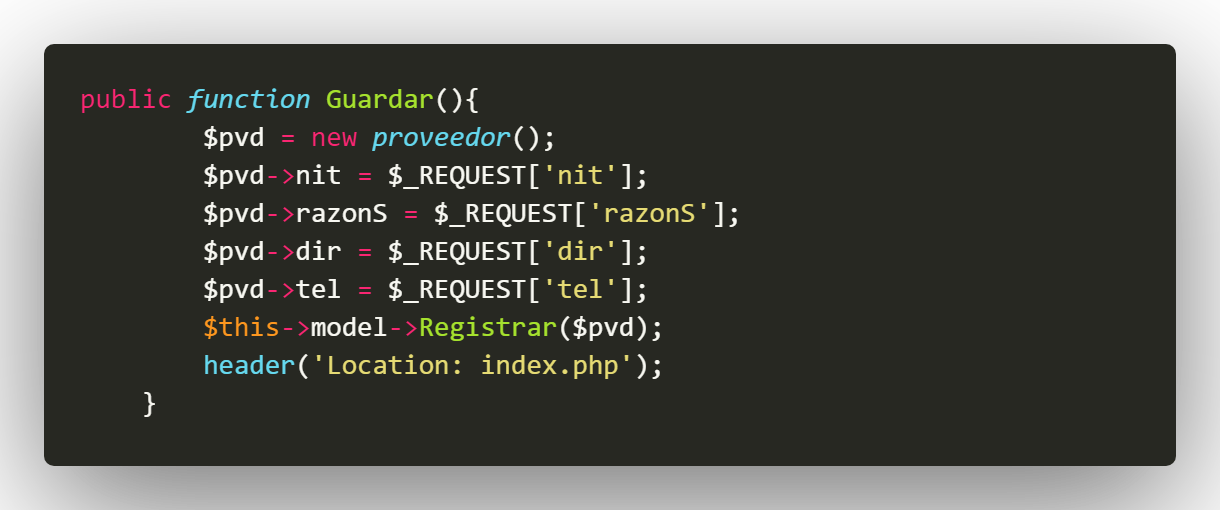 public function Guardar(){
        $pvd = new proveedor();
        $pvd->nit = $_REQUEST['nit'];
        $pvd->razonS = $_REQUEST['razonS'];
        $pvd->dir = $_REQUEST['dir'];
        $pvd->tel = $_REQUEST['tel'];
        $this->model->Registrar($pvd);
        header('Location: index.php');
    }